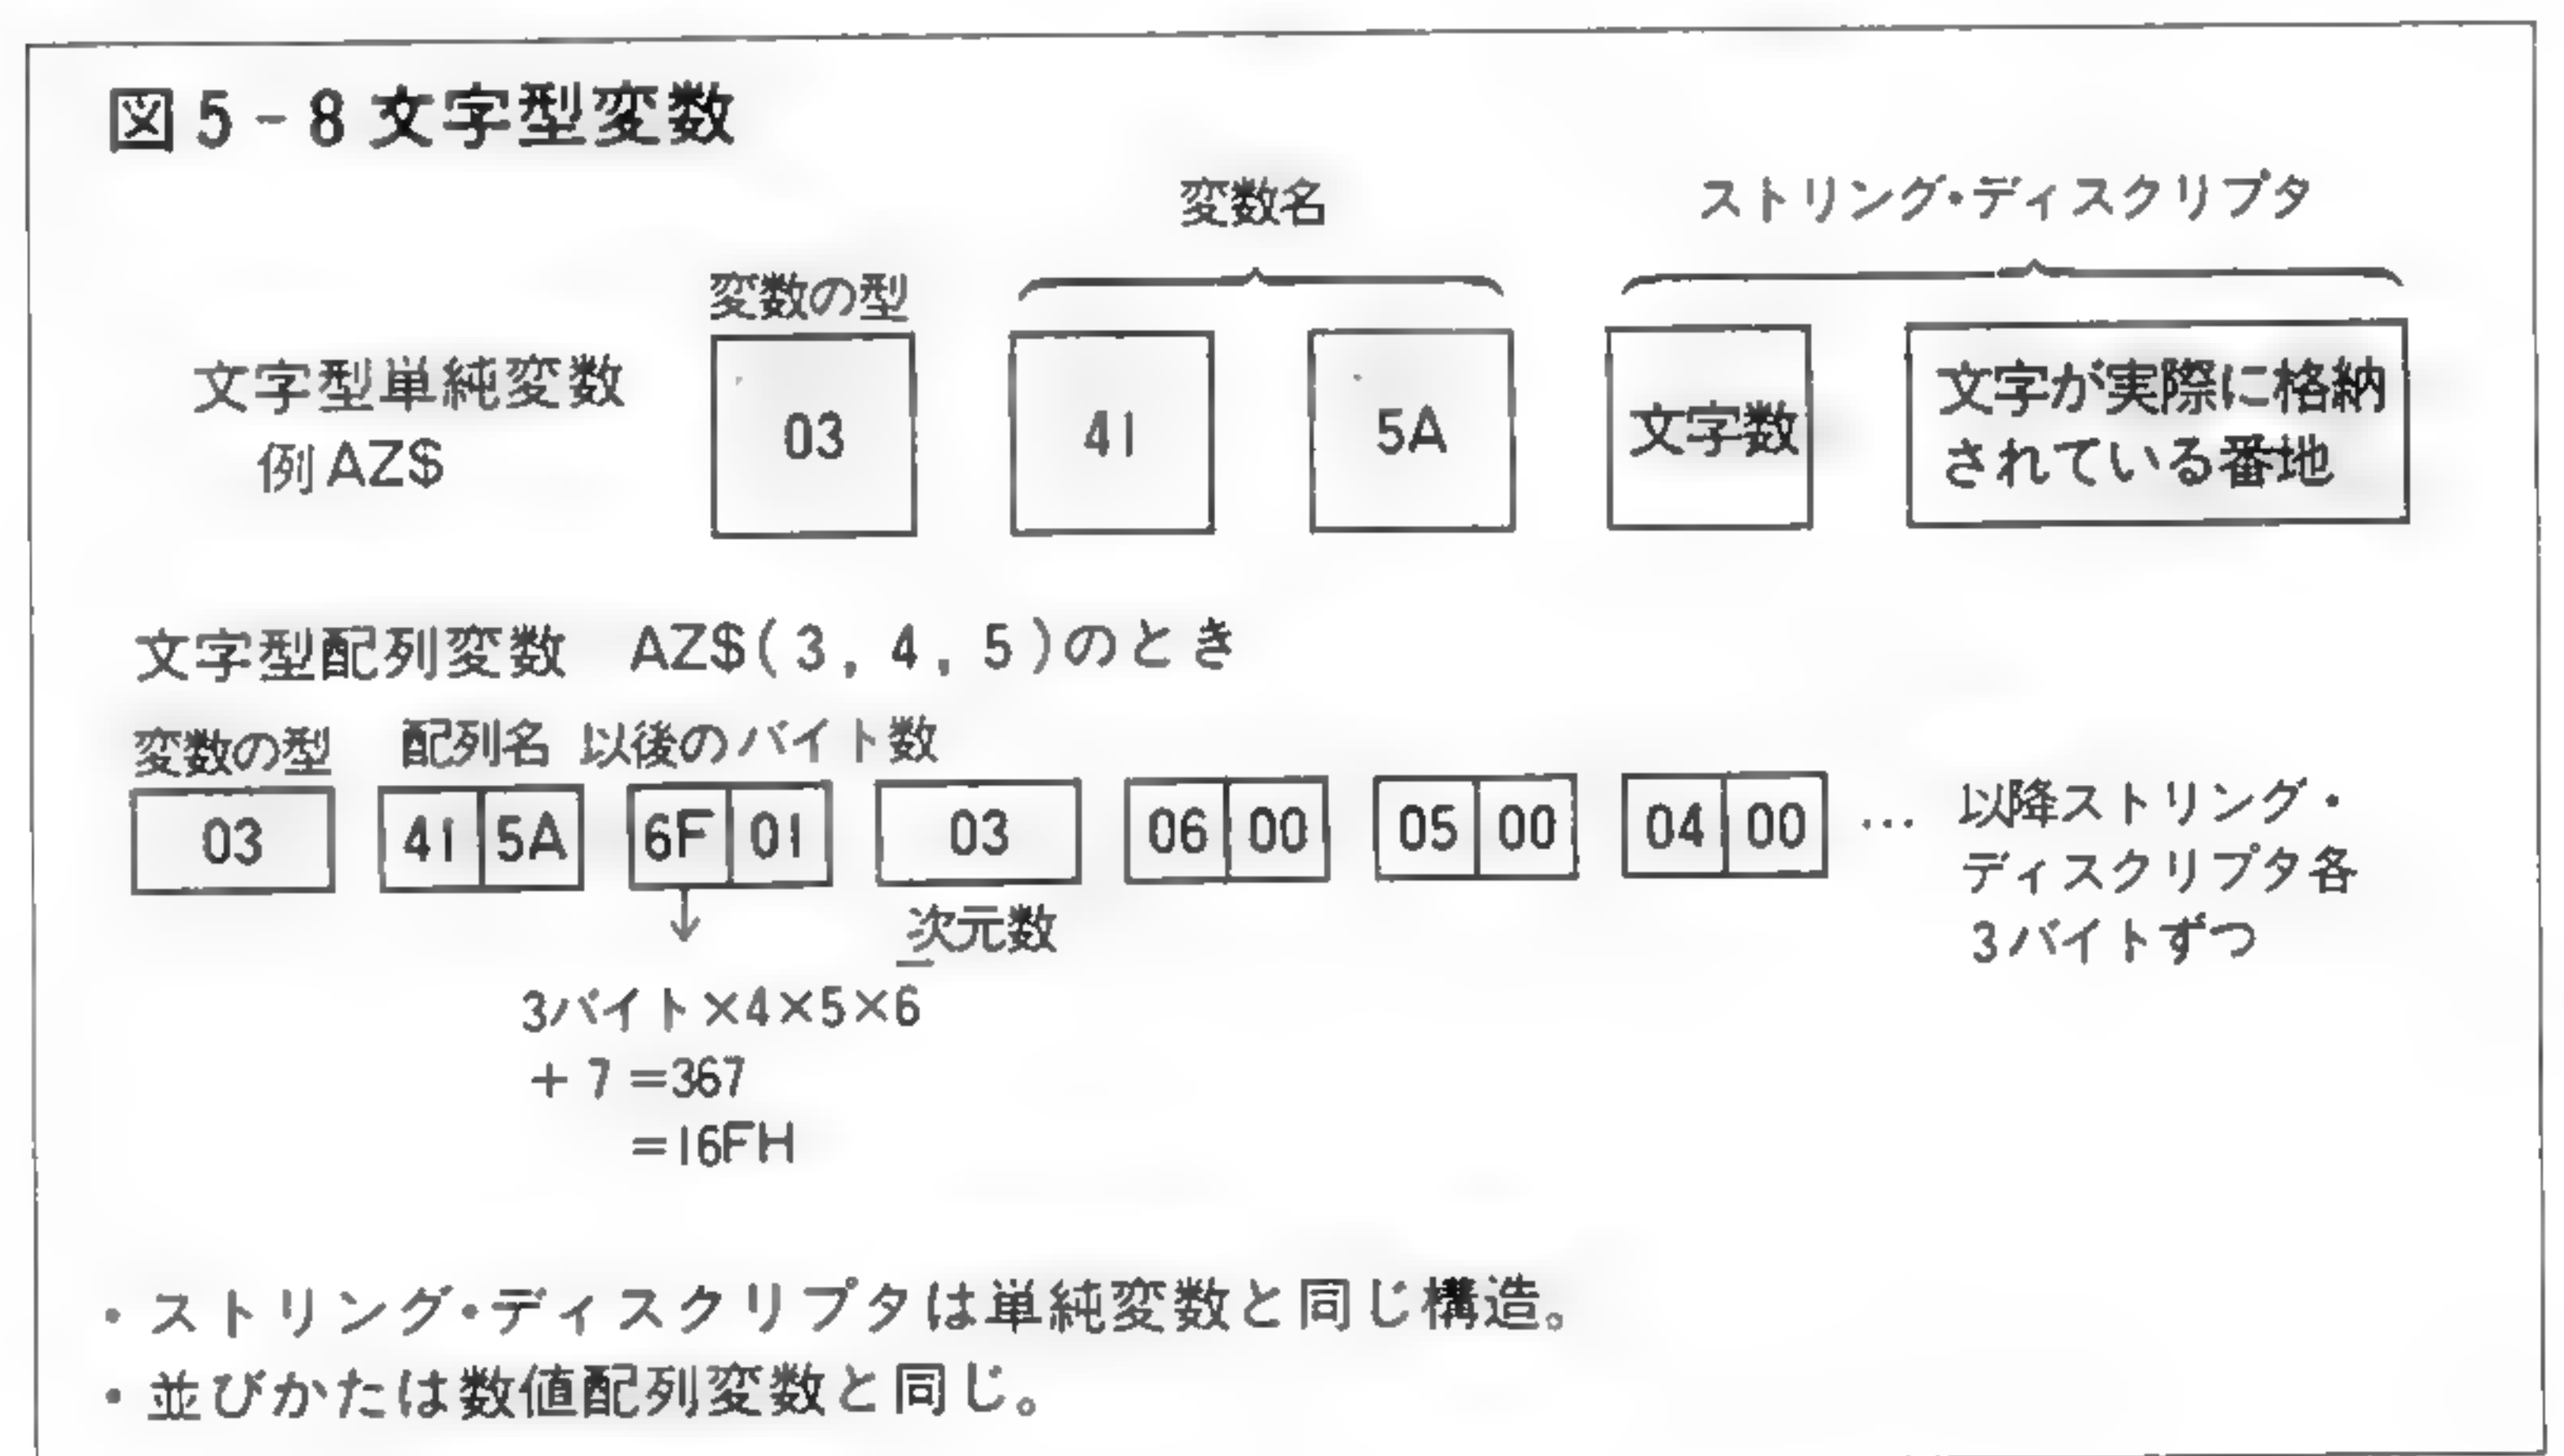 図5-8 文字型変数
変数名
ストリング・ディスクリプタ
変数の型
文字型単純変数
例 AZ$
03
41
5A
文字数
文字が実際に格納
されている番地
文字型配列変数 AZ$(3, 4, 5)のとき
変数の型 配列名 以後のバイト数
03 41 5A 6F 01 03 06 00 05 00 04 00 …
以降ストリング・
ディスクリプタ各
3バイトずつ
次元数
3バイト×4×5×6
+7=367
=16FH
・ストリング・ディスクリプタは単純変数と同じ構造。
・並びかたは数値配列変数と同じ。